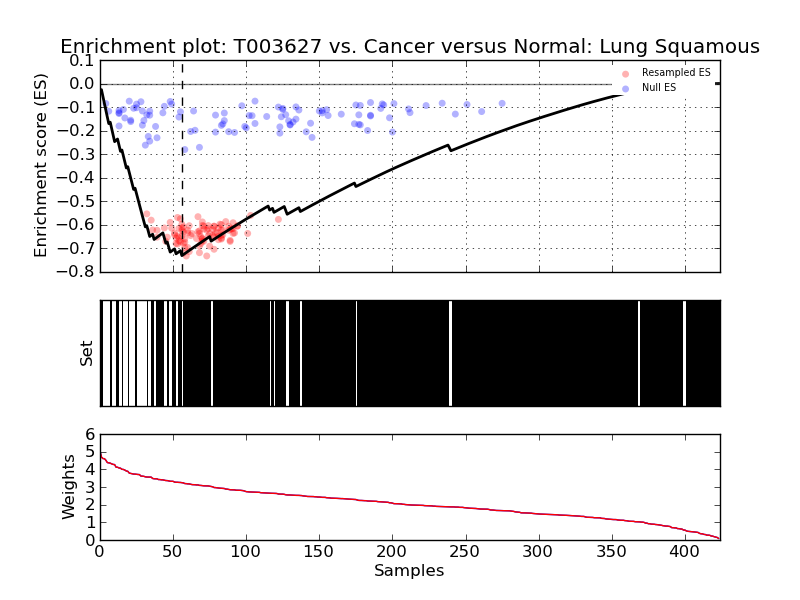 Enrichment plot: T003627 vs. Cancer versus Normal: Lung Squamous
Enrichment score (ES)
0.1
0.0
−0.1
−0.2
−0.3
−0.4
−0.5
−0.6
−0.7
−0.8
Resampled ES
Null ES
Set
Weights
6
5
4
3
2
1
0
0 50 100 150 200 250 300 350 400
Samples